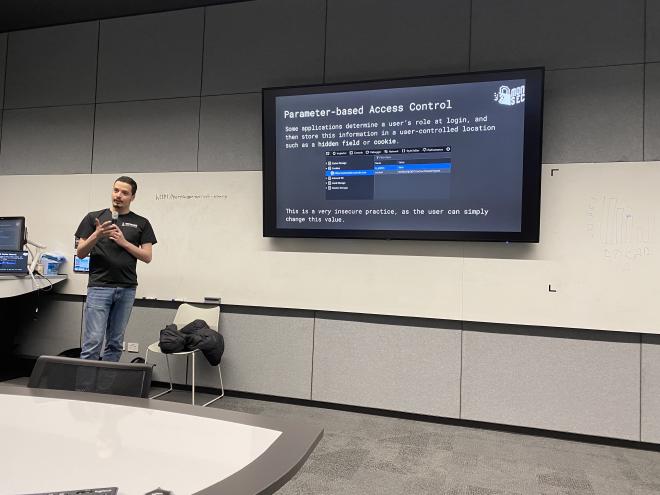 MON
SEC
Parameter-based Access Control
Some applications determine a user's role at login, and
then store this information in a user-controlled location
such as a hidden field or cookie.
This is a very insecure practice, as the user can simply
change this value.